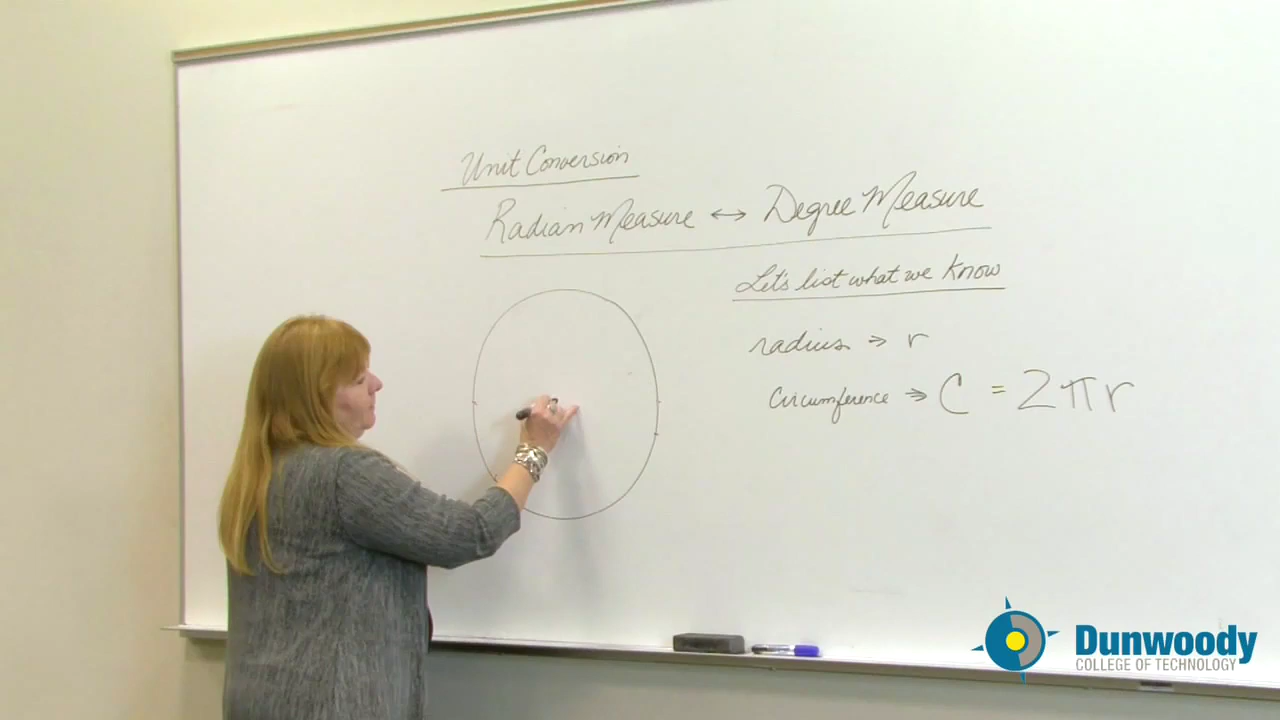 Unit Conversion
Radian Measure ↔ Degree Measure
Let's list what we know
radius ⇒ r
circumference ⇒ C = 2πr
Dunwoody
COLLEGE OF TECHNOLOGY